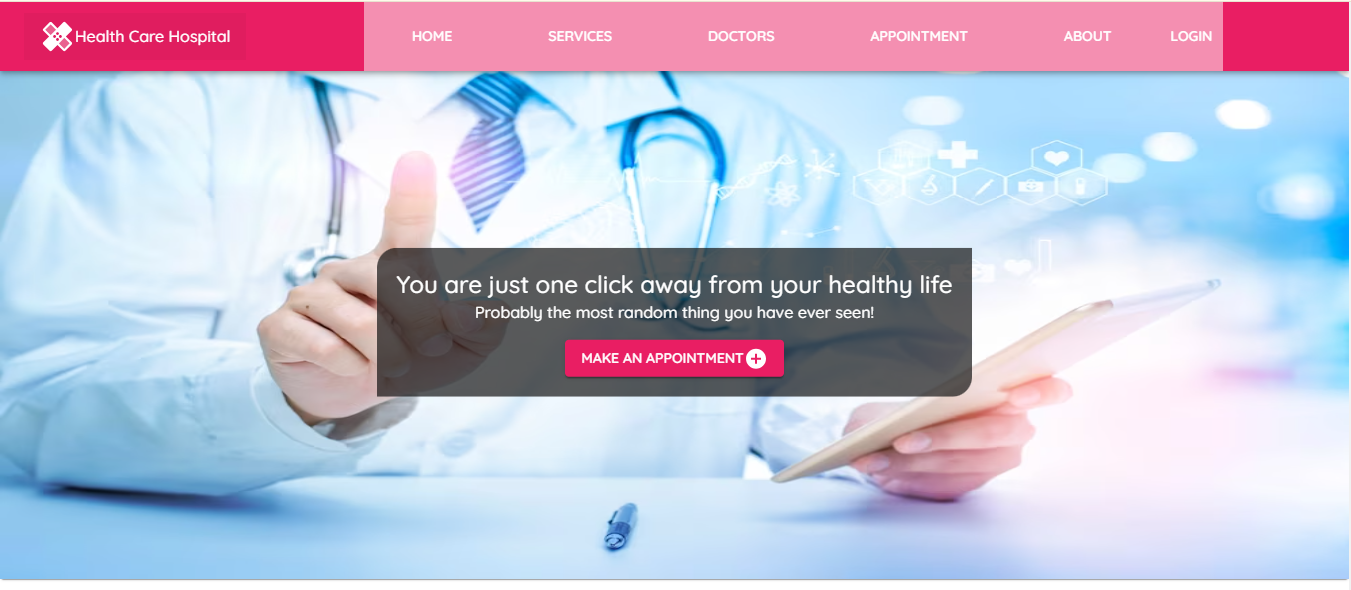 Health Care Hospital
HOME SERVICES DOCTORS APPOINTMENT ABOUT LOGIN
You are just one click away from your healthy life
Probably the most random thing you have ever seen!
MAKE AN APPOINTMENT